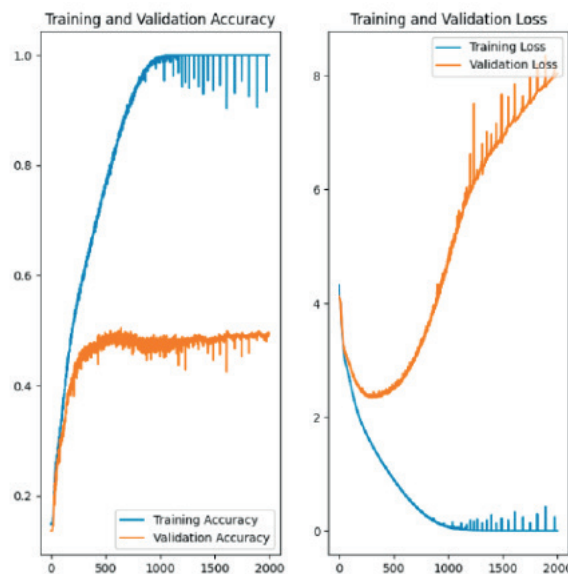 Training and Validation Accuracy
1.0
0.8
0.6
0.4
0.2
Training Accuracy
Validation Accuracy
0 500 1000 1500 2000
Training and Validation Loss
Training Loss
Validation Loss
8
6
4
2
0
0 500 1000 1500 2000